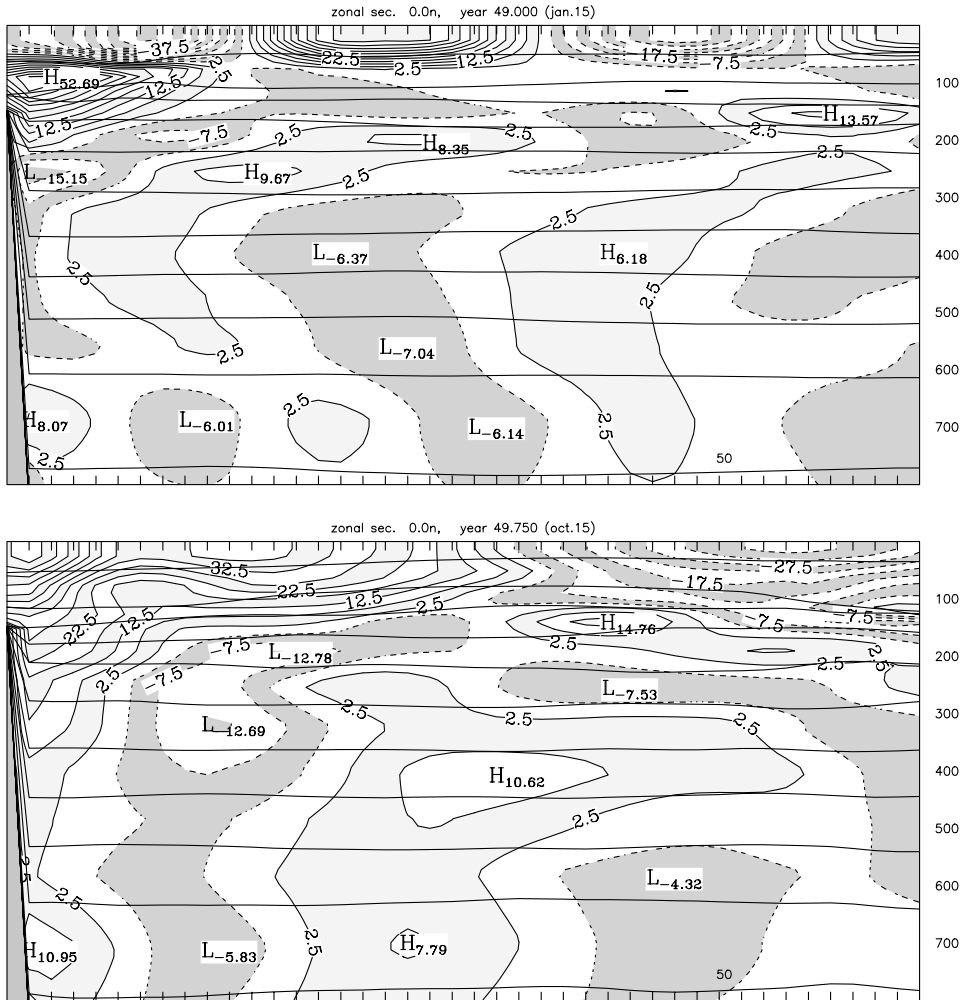 zonal sec. 0.0n, year 49.000 (jan.15)
-37.5 22.5 2.5 12.5 17.5 -7.5
2.5
H52.69 12.5 100
12.5 -7.5 2.5 2.5 2.5 H13.57
H8.35 200
L-15.15 H9.67 2.5 2.5
300
2.5
L-6.37 H6.18 400
2.5 2.5
500
2.5 L-7.04
600
2.5
H8.07 L-6.01 L-6.14 2.5 700
2.5 50
zonal sec. 0.0n, year 49.750 (oct.15)
32.5 -27.5
22.5 -17.5
12.5 2.5 100
22.5 12.5 H14.76 -7.5 -7.5
-7.5 L-12.78 2.5 2.5 2.5 200
2.5 -7.5 L-7.53
2.5 2.5 2.5 300
L-12.69
H10.62 400
2.5 500
2.5
2.5 L-4.32 600
H10.95 L-5.83 2.5 H7.79 700
50